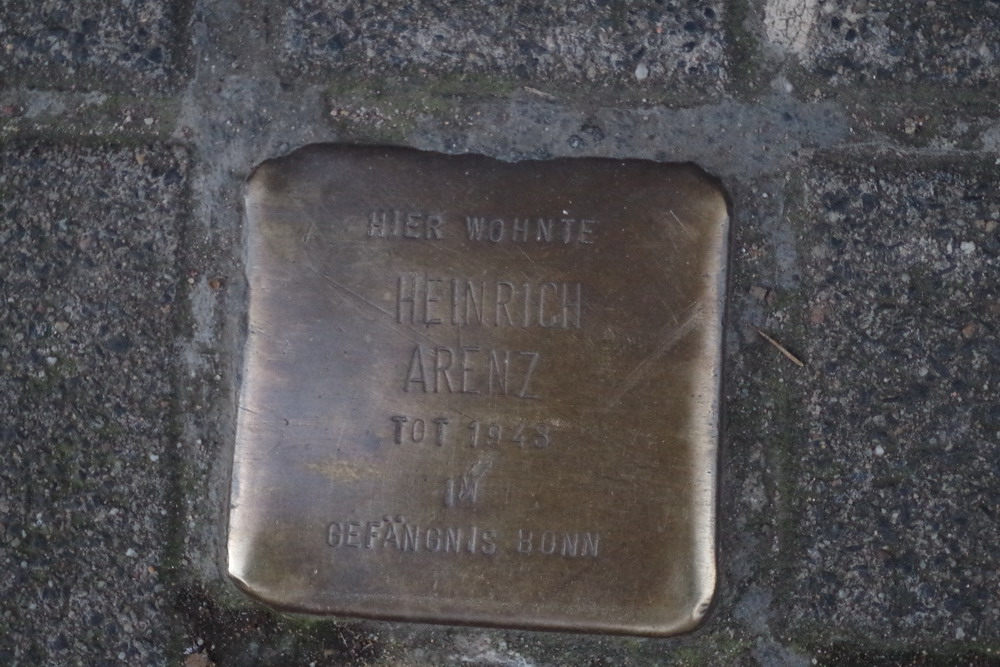 HIER WOHNTE
HEINRICH
ARENZ
TOT 1943
IM
GEFÄNGNIS BONN